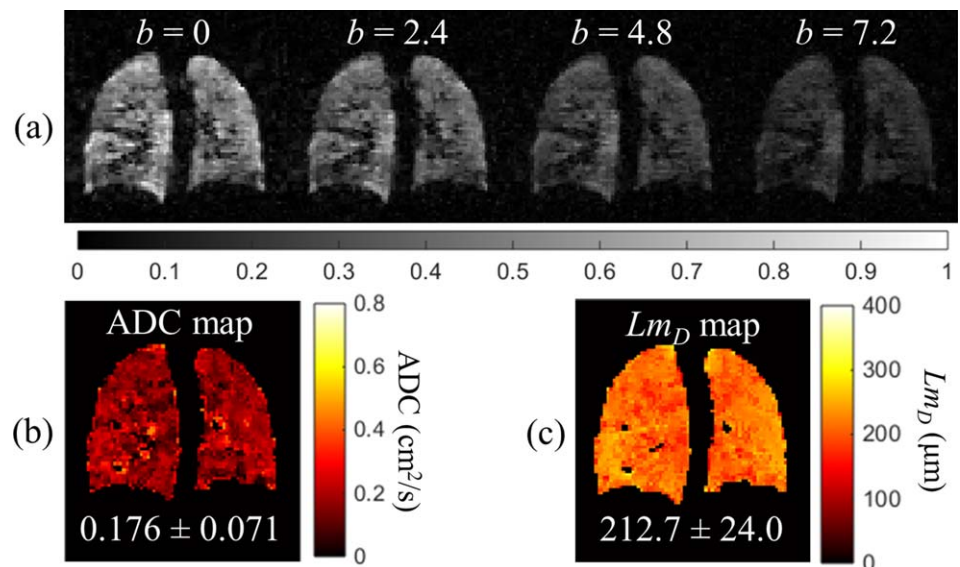 b = 0 b = 2.4 b = 4.8 b = 7.2
(a)
0 0.1 0.2 0.3 0.4 0.5 0.6 0.7 0.8 0.9 1
(b)
ADC map
0.176 ± 0.071
0.8
0.6
0.4
0.2
0
ADC (cm²/s)
(c)
Lm_D map
212.7 ± 24.0
400
300
200
100
0
Lm_D (µm)